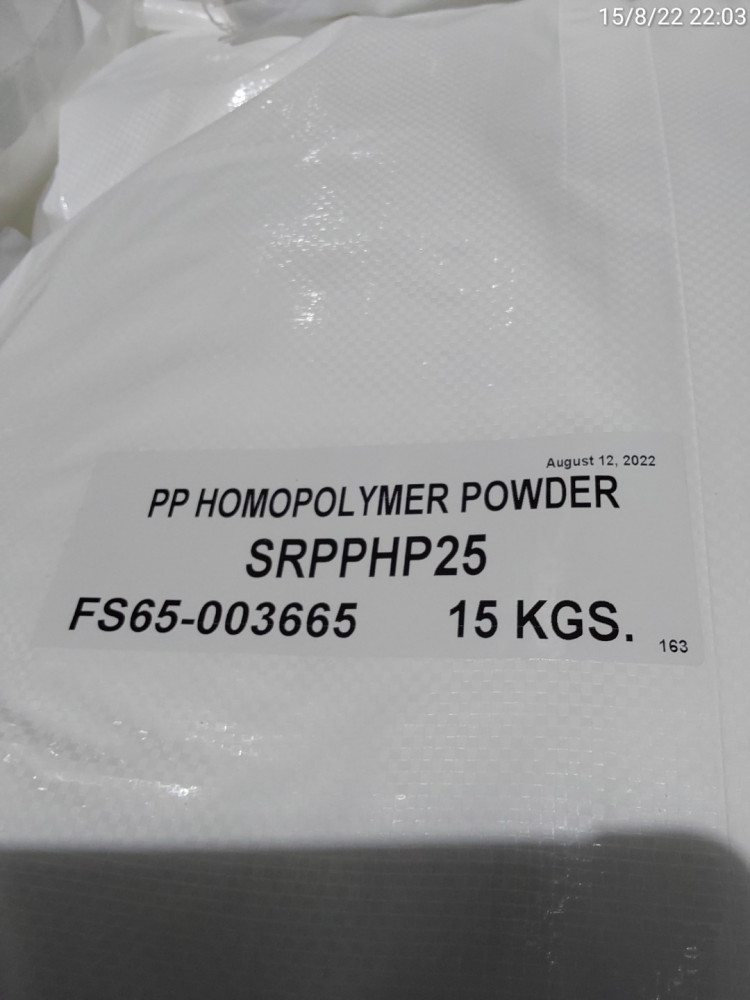 15/8/22 22:03
August 12, 2022
PP HOMOPOLYMER POWDER
SRPPHP25
FS65-003665 15 KGS.
163